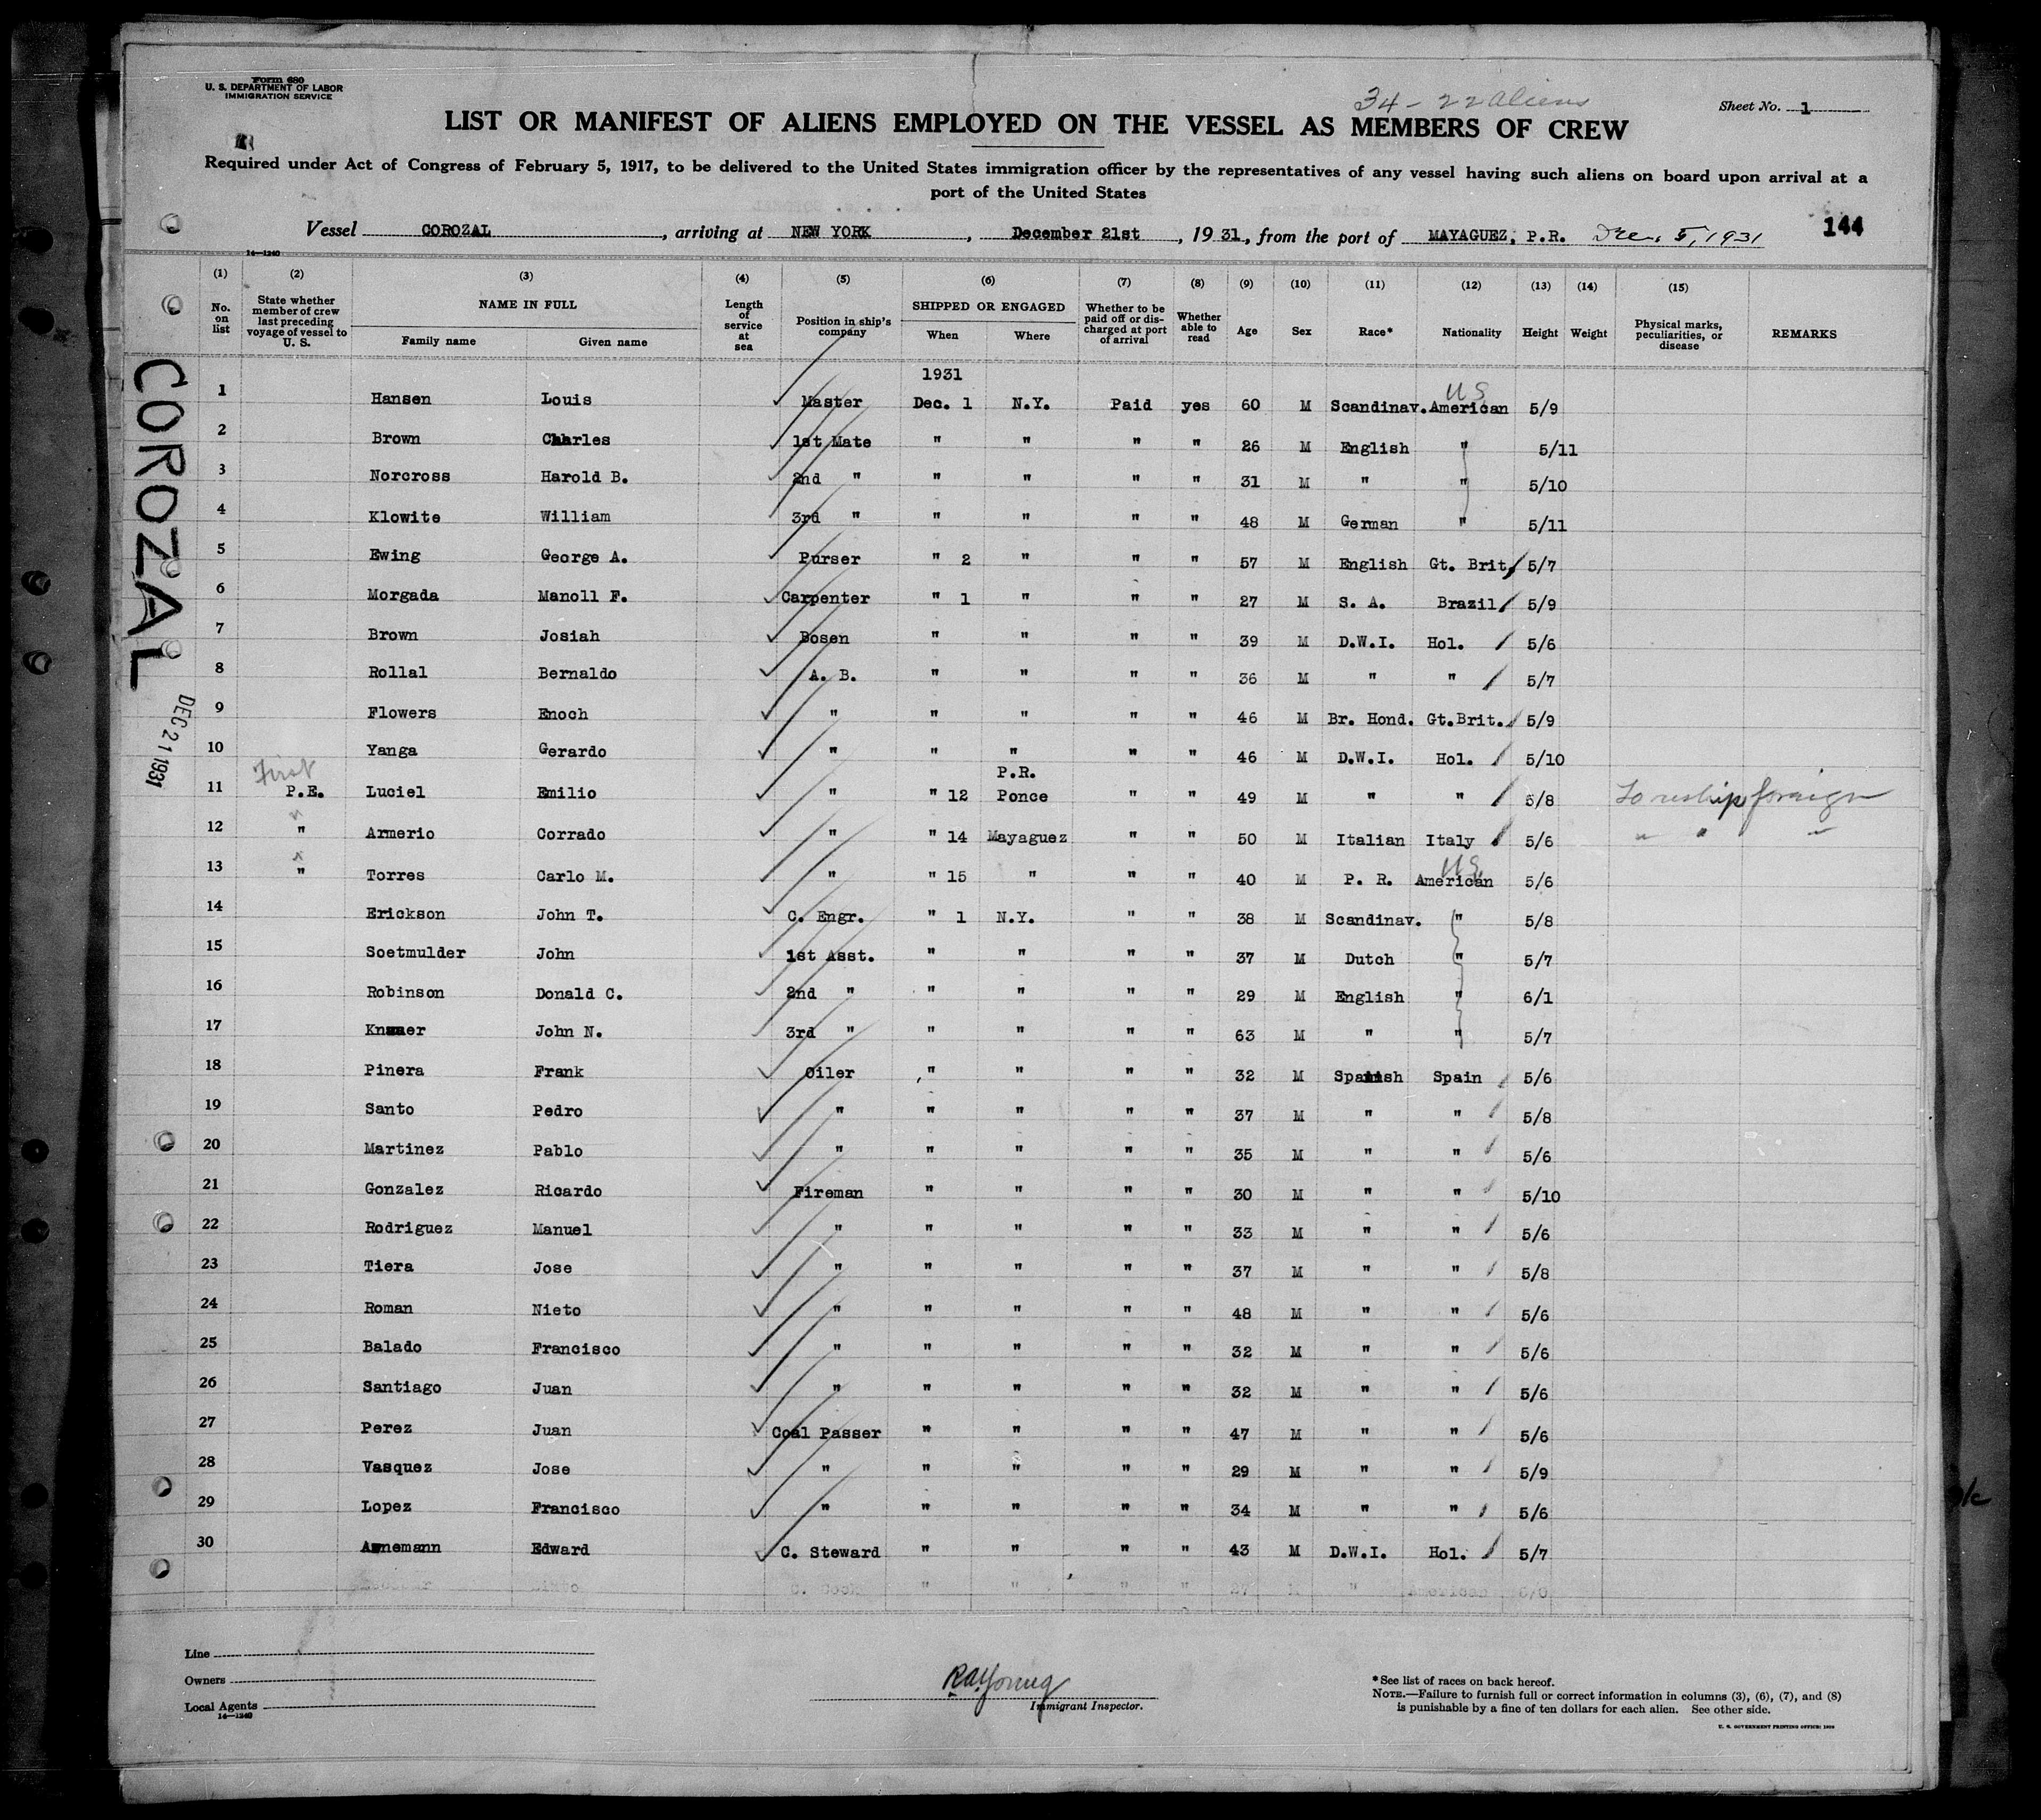 Form 680
U. S. DEPARTMENT OF LABOR
IMMIGRATION SERVICE
34 - 22 aliens
Sheet No. 1
LIST OR MANIFEST OF ALIENS EMPLOYED ON THE VESSEL AS MEMBERS OF CREW
Required under Act of Congress of February 5, 1917, to be delivered to the United States immigration officer by the representatives of any vessel having such aliens on board upon arrival at a
port of the United States
144
Vessel COROZAL, arriving at NEW YORK, December 21st, 1931, from the port of MAYAGUEZ, P.R. Dec. 5, 1931
14—1240
(1) (2) (3) (4) (5) (6) (7) (8) (9) (10) (11) (12) (13) (14) (15)
No. on list State whether member of crew last preceding voyage of vessel to U. S. NAME IN FULL Family name Given name Length of service at sea Position in ship's company SHIPPED OR ENGAGED When Where Whether to be paid off or discharged at port of arrival Whether able to read Age Sex Race* Nationality Height Weight Physical marks, peculiarities, or disease REMARKS
COROZAL
DEC 21 1931
1931
U S
1 Hansen Louis Master Dec. 1 N.Y. Paid yes 60 M Scandinav. American 5/9
2 Brown Charles 1st Mate " " " " 26 M English " 5/11
3 Norcross Harold B. 2nd " " " " " 31 M " " 5/10
4 Klowite William 3rd " " " " " 48 M German " 5/11
5 Ewing George A. Purser " 2 " " " 57 M English Gt. Brit. 5/7
6 Morgada Manoll F. Carpenter " 1 " " " 27 M S. A. Brazil 5/9
7 Brown Josiah Bosen " " " " 39 M D.W.I. Hol. 5/6
8 Rollal Bernaldo A. B. " " " " 36 M " " 5/7
9 Flowers Enoch " " " " " 46 M Br. Hond. Gt.Brit. 5/9
10 Yanga Gerardo " " " " " 46 M D.W.I. Hol. 5/10
First
P.R.
11 P.E. Luciel Emilio " " 12 Ponce " " 49 M " " 5/8 To reship foreign
12 " Armerio Corrado " " 14 Mayaguez " " 50 M Italian Italy 5/6 " " "
U S
13 " Torres Carlo M. " " 15 " " " 40 M P. R. American 5/6
14 Erickson John T. C. Engr. " 1 N.Y. " " 38 M Scandinav. " 5/8
15 Soetmulder John 1st Asst. " " " " 37 M Dutch " 5/7
16 Robinson Donald C. 2nd " " " " " 29 M English " 6/1
17 John N. 3rd " " " " " 63 M " " 5/7
18 Pinera Frank Oiler " " " " 32 M Spanish Spain 5/6
19 Santo Pedro " " " " " 37 M " " 5/8
20 Martinez Pablo " " " " " 35 M " " 5/6
21 Gonzalez Ricardo Fireman " " " " 30 M " " 5/10
22 Rodriguez Manuel " " " " " 33 M " " 5/6
23 Tiera Jose " " " " " 37 M " " 5/8
24 Roman Nieto " " " " " 48 M " " 5/6
25 Balado Francisco " " " " " 32 M " " 5/6
26 Santiago Juan " " " " " 32 M " " 5/6
27 Perez Juan Coal Passer " " " " 47 M " " 5/6
28 Vasquez Jose " " " " " 29 M " " 5/9
29 Lopez Francisco " " " " " 34 M " " 5/6
30 Edward C. Steward " " " " 43 M D.W.I. Hol. 5/7
Line
Owners
Local Agents
14—1240
RA Young
Immigrant Inspector.
*See list of races on back hereof.
NOTE.—Failure to furnish full or correct information in columns (3), (6), (7), and (8)
is punishable by a fine of ten dollars for each alien. See other side.
U. S. GOVERNMENT PRINTING OFFICE: 1929